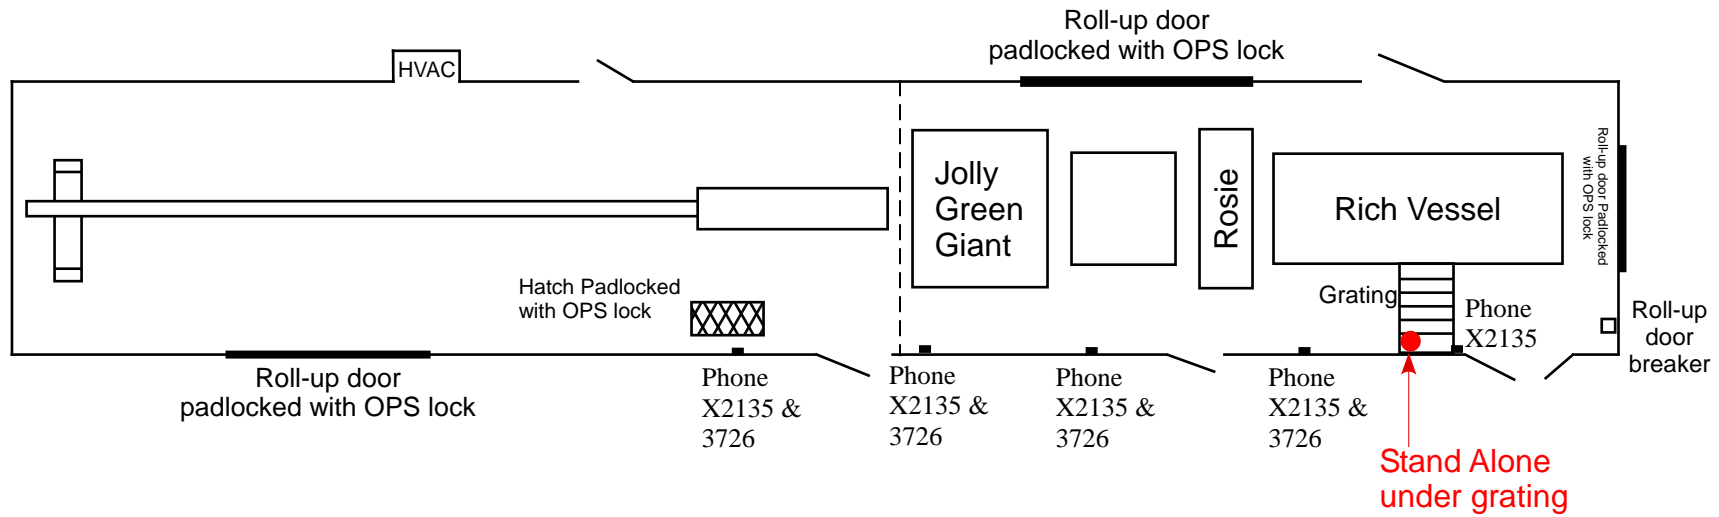 Roll-up door
padlocked with OPS lock
HVAC
Jolly
Green
Giant
Rosie
Rich Vessel
Roll-up door Padlocked
with OPS lock
Hatch Padlocked
with OPS lock
Grating
Phone
X2135
Roll-up
door
breaker
Roll-up door
padlocked with OPS lock
Phone
X2135 &
3726
Phone
X2135 &
3726
Phone
X2135 &
3726
Phone
X2135 &
3726
Stand Alone
under grating